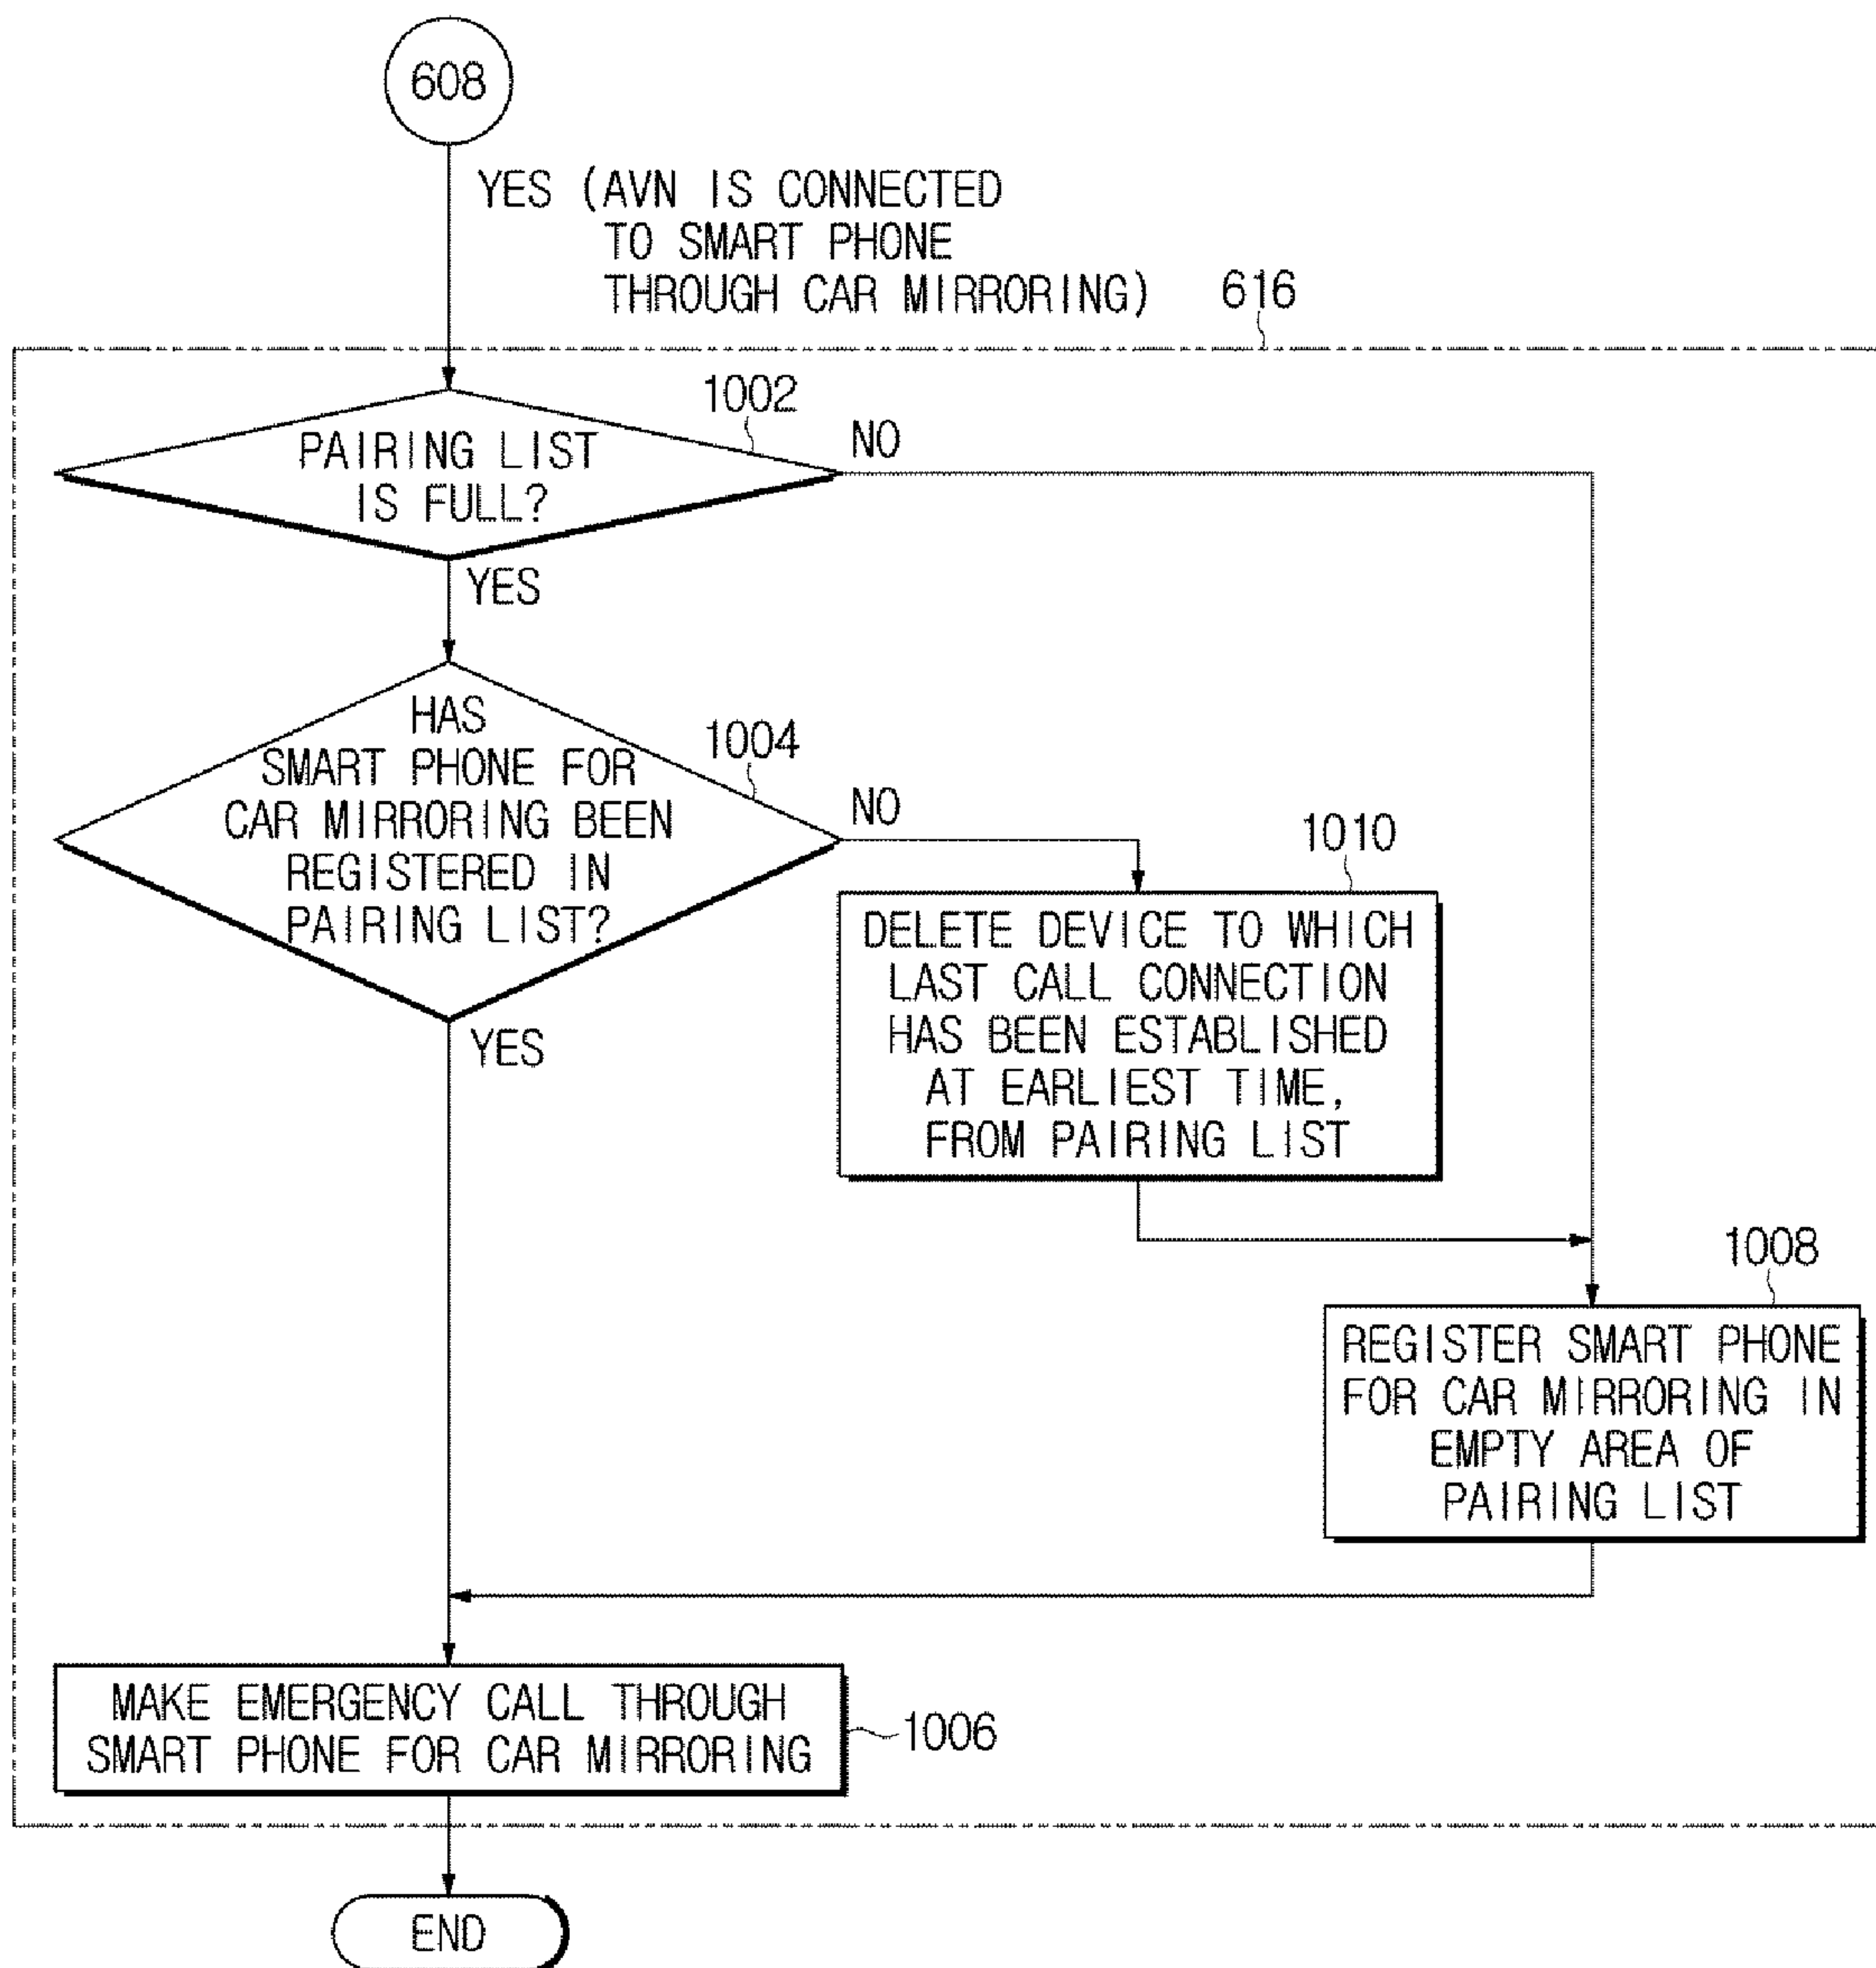 608
YES (AVN IS CONNECTED
TO SMART PHONE
THROUGH CAR MIRRORING)
616
1002
PAIRING LIST
IS FULL?
NO
YES
HAS
SMART PHONE FOR
CAR MIRRORING BEEN
REGISTERED IN
PAIRING LIST?
1004
NO
YES
1010
DELETE DEVICE TO WHICH
LAST CALL CONNECTION
HAS BEEN ESTABLISHED
AT EARLIEST TIME,
FROM PAIRING LIST
1008
REGISTER SMART PHONE
FOR CAR MIRRORING IN
EMPTY AREA OF
PAIRING LIST
MAKE EMERGENCY CALL THROUGH
SMART PHONE FOR CAR MIRRORING
1006
END